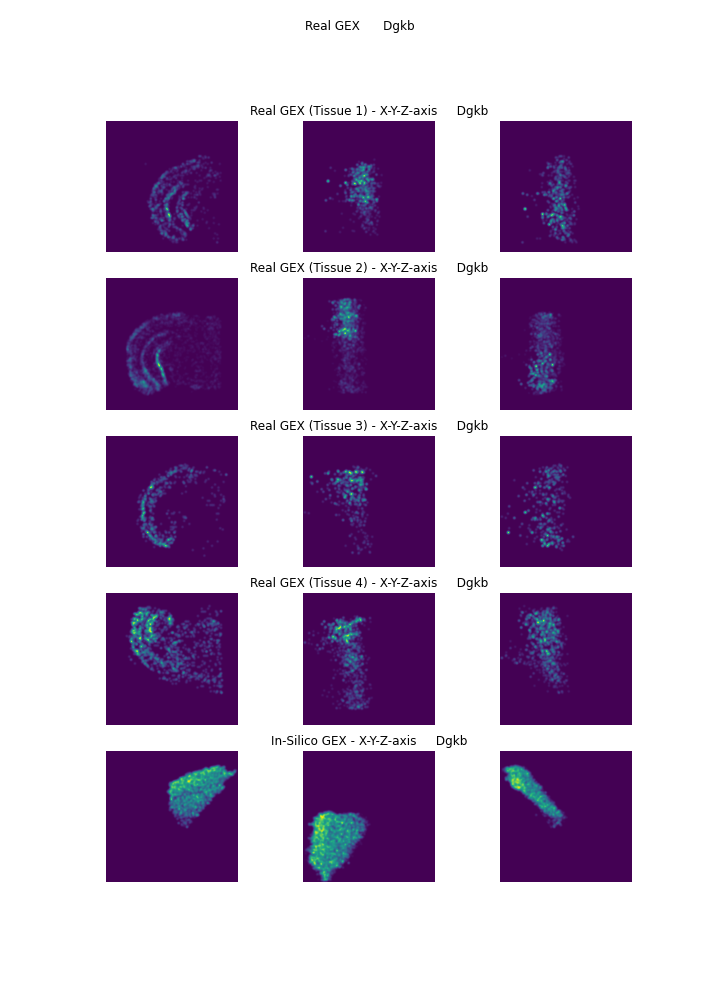 Real GEX Dgkb
Real GEX (Tissue 1) - X-Y-Z-axis Dgkb
Real GEX (Tissue 2) - X-Y-Z-axis Dgkb
Real GEX (Tissue 3) - X-Y-Z-axis Dgkb
Real GEX (Tissue 4) - X-Y-Z-axis Dgkb
In-Silico GEX - X-Y-Z-axis Dgkb